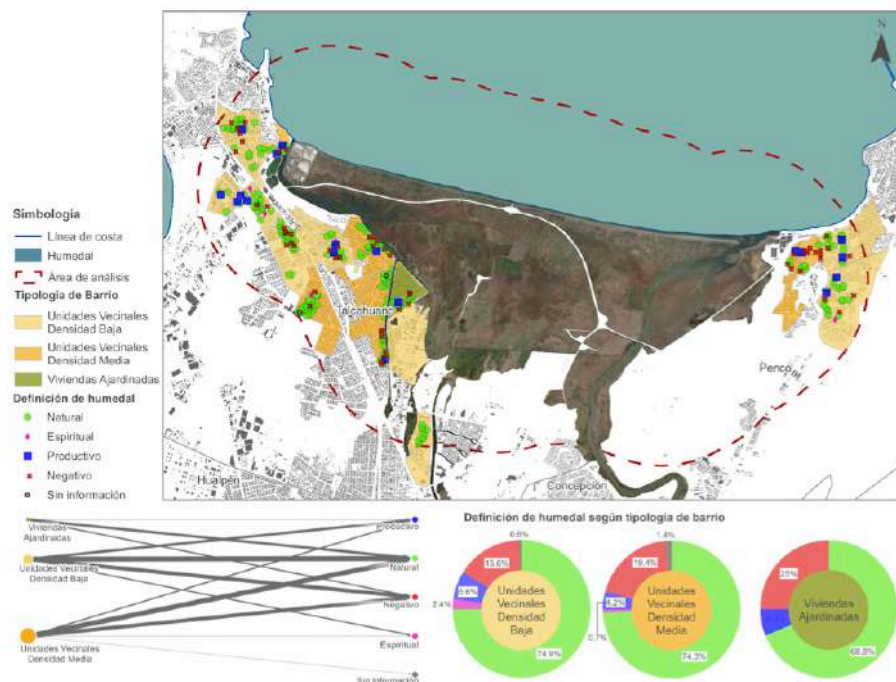 Simbología
Línea de costa
Humedal
Área de análisis
Tipología de Barrio
Unidades Vecinales
Densidad Baja
Unidades Vecinales
Densidad Media
Viviendas Ajardinadas
Definición de humedal
Natural
Espiritual
Productivo
Negativo
Sin información
Talcahuano
Penco
Hualpén
Concepción
Viviendas
Ajardinadas
Unidades Vecinales
Densidad Baja
Unidades Vecinales
Densidad Media
Productivo
Natural
Negativo
Espiritual
Sin información
Definición de humedal según tipología de barrio
0.6%
15.6%
6.6%
2.4%
74.9%
Unidades
Vecinales
Densidad
Baja
1.4%
19.4%
4.2%
0.7%
74.3%
Unidades
Vecinales
Densidad
Media
25%
68.8%
Viviendas
Ajardinadas